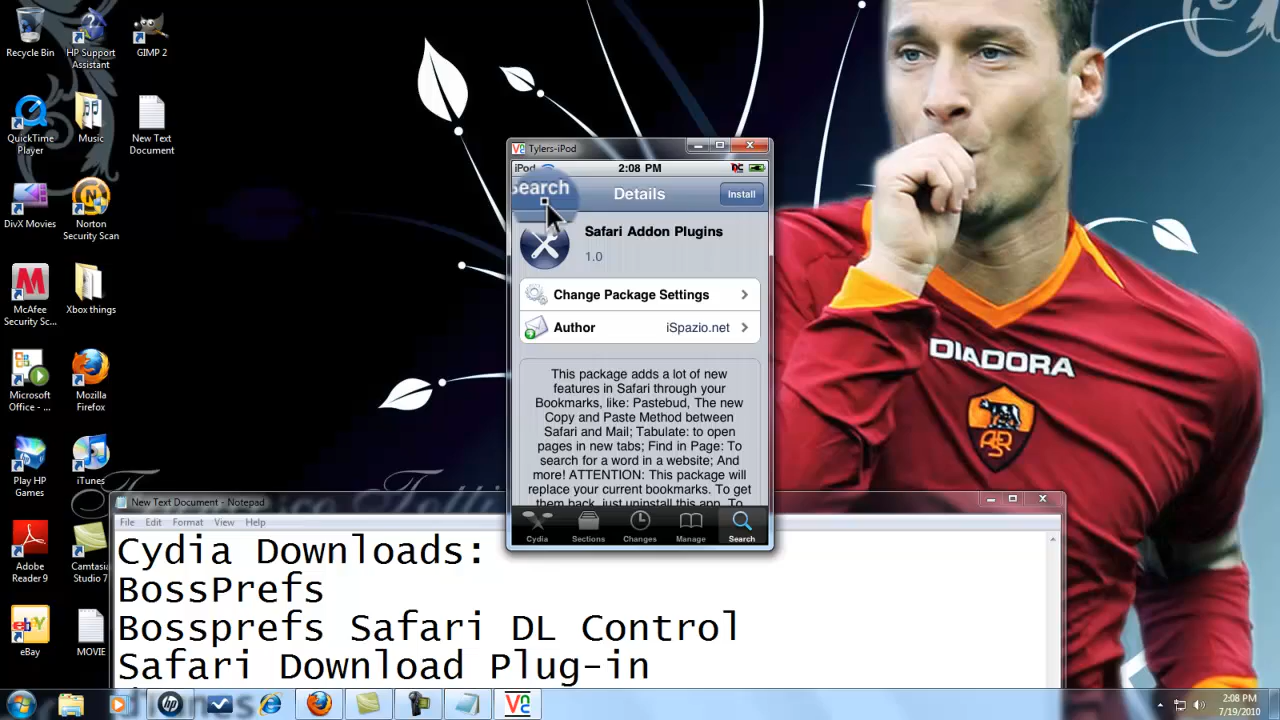 Recycle Bin
HP Support
Assistant
GIMP 2
QuickTime
Player
Music
New Text
Document
DivX Movies
Norton
Security Scan
McAfee
Security Sc...
Xbox things
Microsoft
Office - ...
Mozilla
Firefox
Play HP
Games
iTunes
Adobe
Reader 9
Camtasia
Studio 7
eBay
MOVIE
Tylers-iPod
iPod
2:08 PM
Search
Details
Install
Safari Addon Plugins
1.0
Change Package Settings
Author
iSpazio.net
This package adds a lot of new
features in Safari through your
Bookmarks, like: Pastebud, The new
Copy and Paste Method between
Safari and Mail; Tabulate: to open
pages in new tabs; Find in Page: To
search for a word in a website; And
more! ATTENTION: This package will
replace your current bookmarks. To get
them back, just uninstall this app. To
Cydia
Sections
Changes
Manage
Search
DIADORA
New Text Document - Notepad
File Edit Format View Help
Cydia Downloads:
BossPrefs
Bossprefs Safari DL Control
Safari Download Plug-in
2:08 PM
7/19/2010